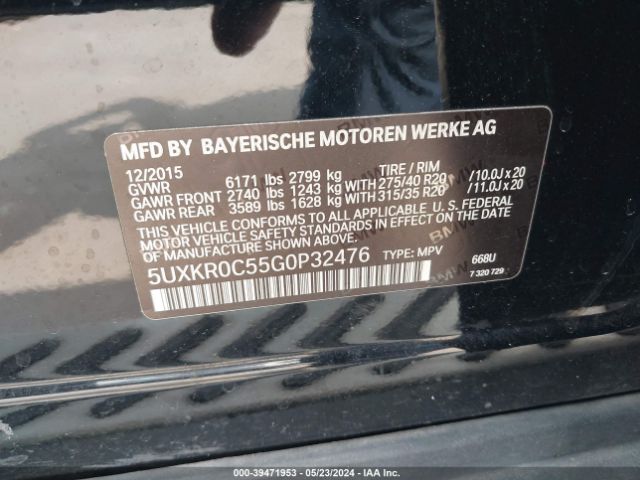 MFD BY BAYERISCHE MOTOREN WERKE AG
12/2015 TIRE / RIM
GVWR 6171 lbs 2799 kg
GAWR FRONT 2740 lbs 1243 kg WITH 275/40 R20 /10.0J x 20
GAWR REAR 3589 lbs 1628 kg WITH 315/35 R20 /11.0J x 20
THIS VEHICLE CONFORMS TO ALL APPLICABLE U. S. FEDERAL
MOTOR VEHICLE SAFETY STANDARDS IN EFFECT ON THE
DATE OF MANUFACTURE SHOWN ABOVE.
5UXKR0C55G0P32476 TYPE: MPV 668U
7 320 729
000-39471953 - 05/23/2024 - IAA Inc.